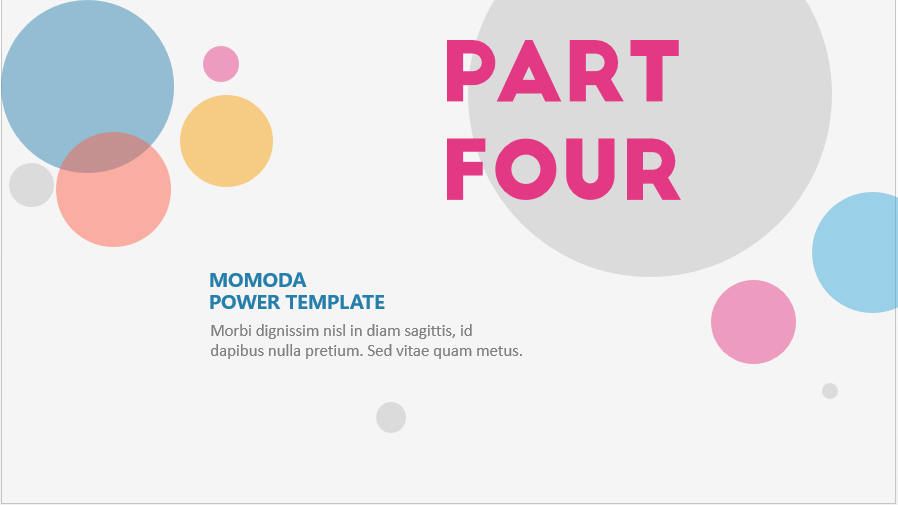 PART
FOUR
MOMODA
POWER TEMPLATE
Morbi dignissim nisl in diam sagittis, id
dapibus nulla pretium. Sed vitae quam metus.